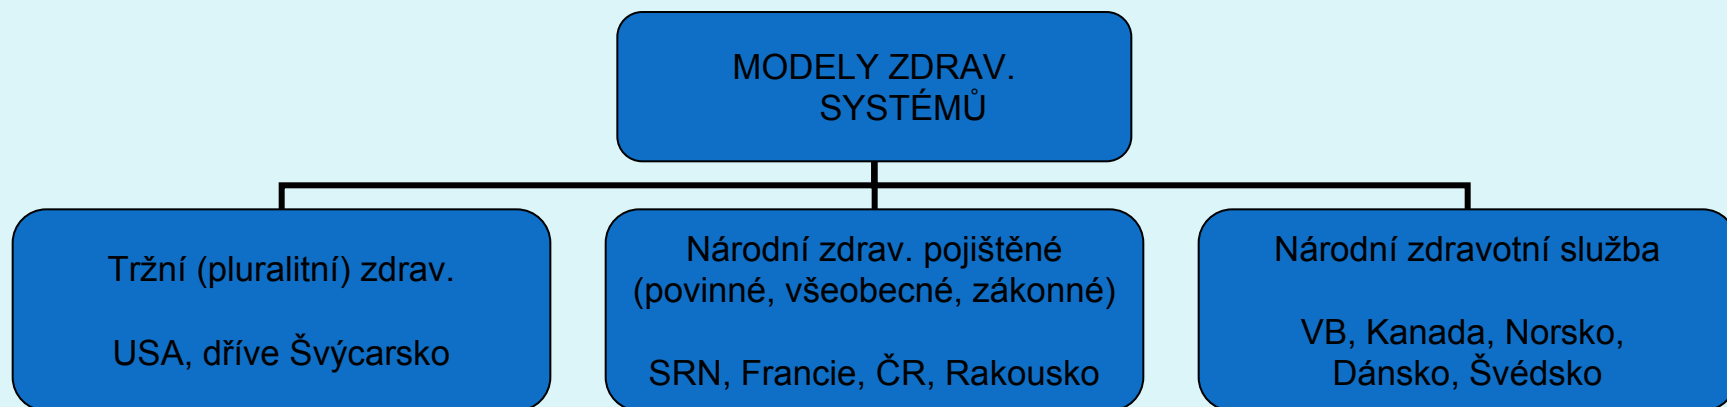 MODELY ZDRAV.
SYSTÉMŮ
Tržní (pluralitní) zdrav.
USA, dříve Švýcarsko
Národní zdrav. pojištěné
(povinné, všeobecné, zákonné)
SRN, Francie, ČR, Rakousko
Národní zdravotní služba
VB, Kanada, Norsko,
Dánsko, Švédsko